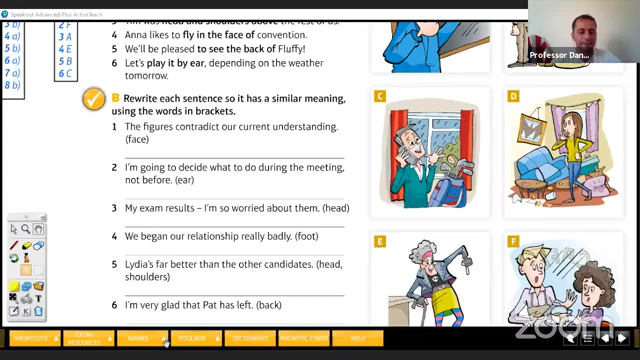 Speakout Advanced Plus ActiveTeach
3 b)
5 b)
4 a)
5 b)
6 a)
7 a)
8 b)
2 F
3 A
4 E
5 B
6 C
3 Tim was head and shoulders above the rest of us.
4 Anna likes to fly in the face of convention.
5 We'll be pleased to see the back of Fluffy!
6 Let's play it by ear, depending on the weather
tomorrow.
B Rewrite each sentence so it has a similar meaning,
using the words in brackets.
1 The figures contradict our current understanding.
(face)
2 I'm going to decide what to do during the meeting,
not before. (ear)
3 My exam results – I'm so worried about them. (head)
4 We began our relationship really badly. (foot)
5 Lydia's far better than the other candidates. (head,
shoulders)
6 I'm very glad that Pat has left. (back)
Professor Dan...
C
D
E
F
zoom
SHORTCUTS
EXTRA RESOURCES
GAMES
TOOLBOX
DICTIONARY
PHONETIC CHART
HELP